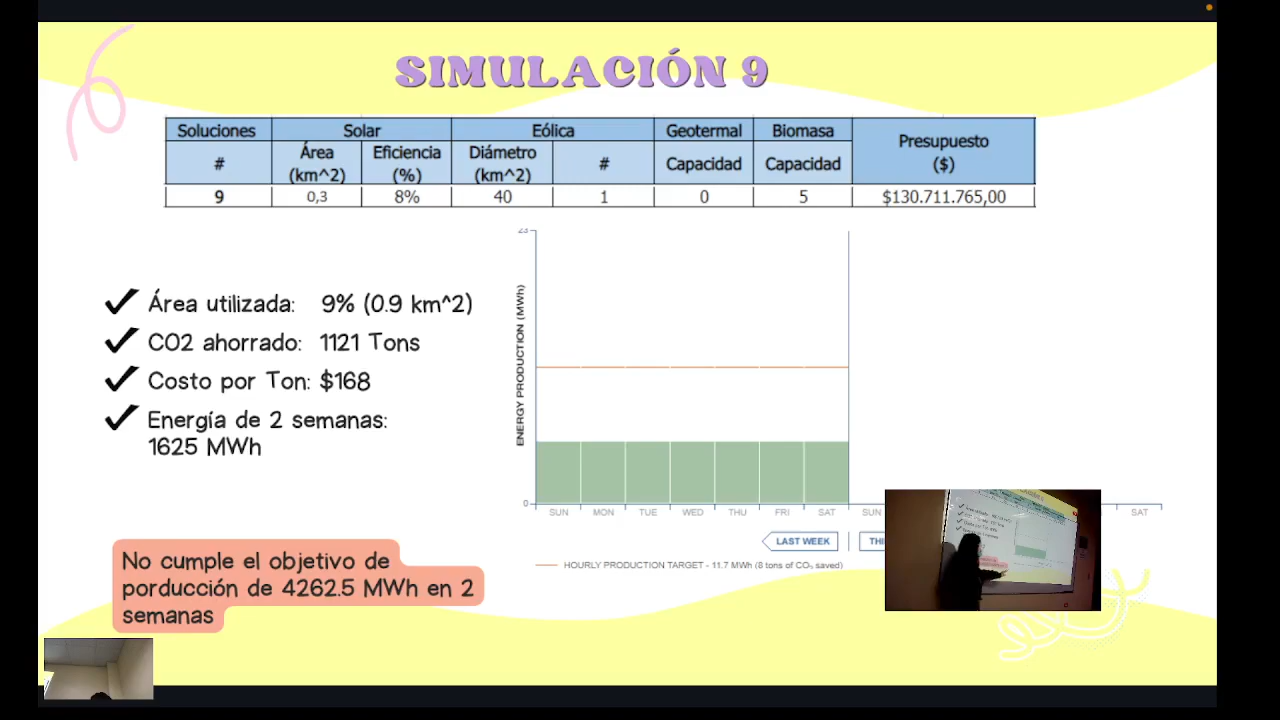 SIMULACIÓN 9
Soluciones Solar Eólica Geotermal Biomasa Presupuesto ($)
# Área (km^2) Eficiencia (%) Diámetro (km^2) # Capacidad Capacidad
9 0,3 8% 40 1 0 5 $130.711.765,00
Área utilizada: 9% (0.9 km^2)
CO2 ahorrado: 1121 Tons
Costo por Ton: $168
Energía de 2 semanas:
1625 MWh
No cumple el objetivo de
porducción de 4262.5 MWh en 2
semanas
23
ENERGY PRODUCTION (MWh)
0
SUN MON TUE WED THU FRI SAT SUN SAT
LAST WEEK THI
HOURLY PRODUCTION TARGET - 11.7 MWh (8 tons of CO₂ saved)